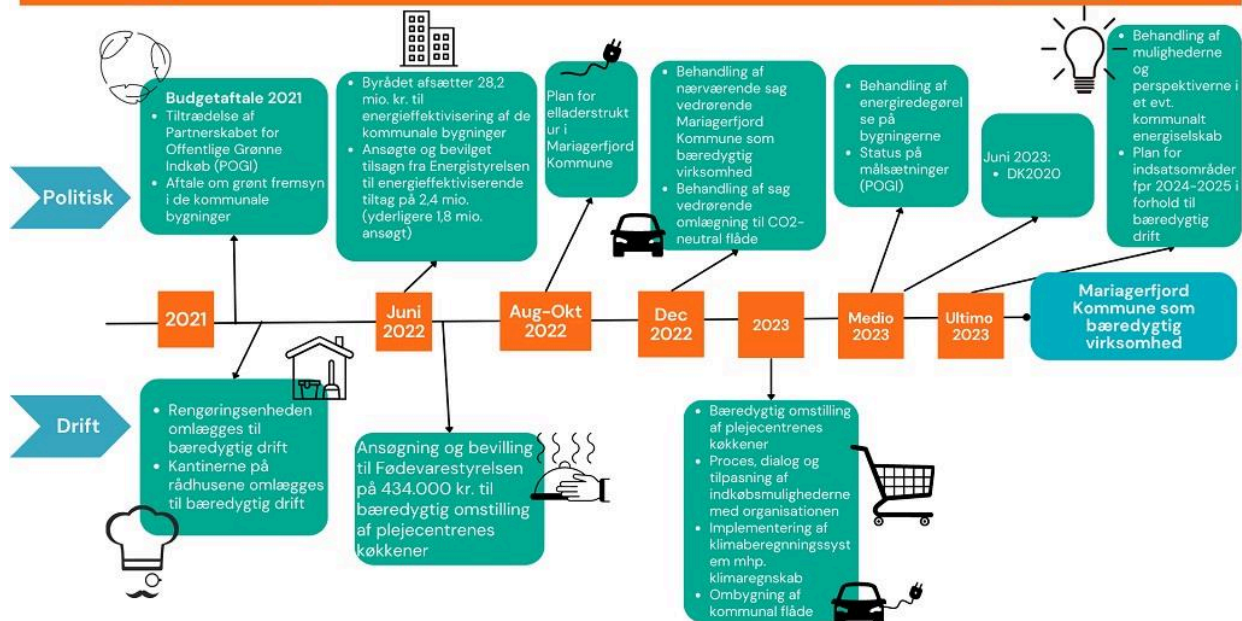 Budgetaftale 2021
• Tiltrædelse af
Partnerskabet for
Offentlige Grønne
Indkøb (POGI)
• Aftale om grønt fremsyn
i de kommunale
bygninger
• Byrådet afsætter 28,2
mio. kr. til
energieffektivisering af de
kommunale bygninger
• Ansøgte og bevilget
tilsagn fra Energistyrelsen
til energieffektiviserende
tiltag på 2,4 mio.
(yderligere 1,8 mio.
ansøgt)
Plan for
elladerstrukt
ur i
Mariagerfjord
Kommune
• Behandling af
nærværende sag
vedrørende
Mariagerfjord
Kommune som
bæredygtig
virksomhed
• Behandling af sag
vedrørende
omlægning til CO2-
neutral flåde
• Behandling af
energiredegørel
se på
bygningerne
• Status på
målsætninger
(POGI)
Juni 2023:
• DK2020
• Behandling af
mulighederne
og
perspektiverne i
et evt.
kommunalt
energiselskab
• Plan for
indsatsområder
fpr 2024-2025 i
forhold til
bæredygtig
drift
Politisk
2021
Juni
2022
Aug-Okt
2022
Dec
2022
2023
Medio
2023
Ultimo
2023
Mariagerfjord
Kommune som
bæredygtig
virksomhed
Drift
• Rengøringsenheden
omlægges til
bæredygtig drift
• Kantinerne på
rådhusene omlægges
til bæredygtig drift
Ansøgning og bevilling
til Fødevarestyrelsen
på 434.000 kr. til
bæredygtig omstilling
af plejecentrenes
køkkener
• Bæredygtig omstilling
af plejecentrenes
køkkener
• Proces, dialog og
tilpasning af
indkøbsmulighederne
med organisationen
• Implementering af
klimaberegnningssyst
em mhp.
klimaregnskab
• Ombygning af
kommunal flåde